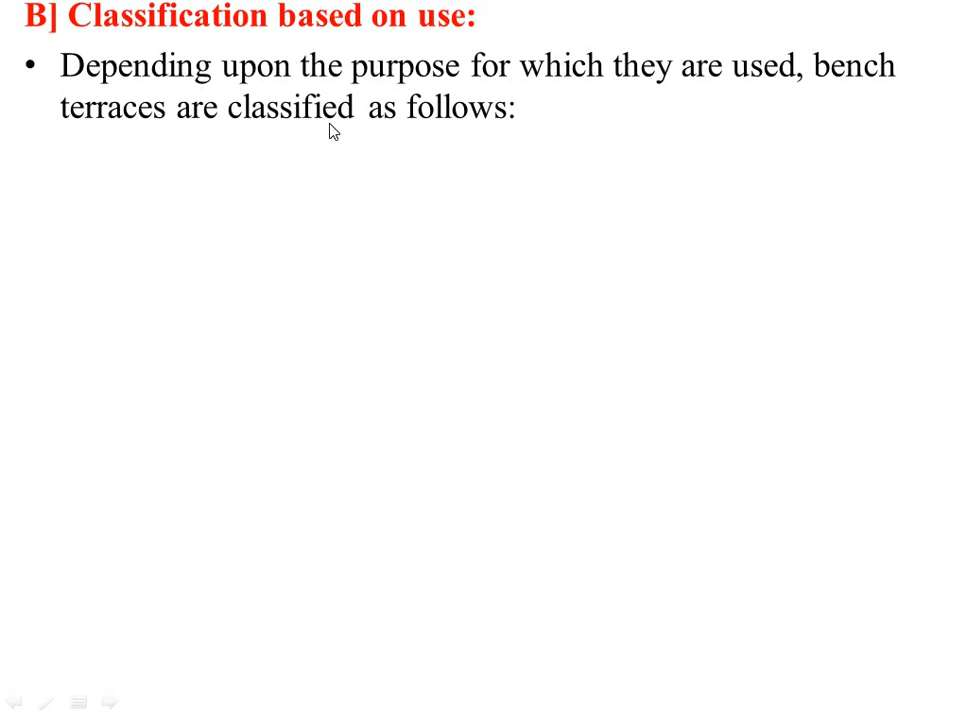 B] Classification based on use:
• Depending upon the purpose for which they are used, bench
terraces are classified as follows: